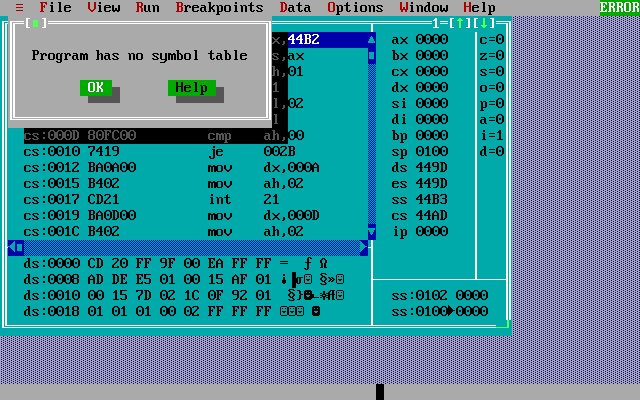 ≡ File View Run Breakpoints Data Options Window Help ERROR
[■] 1=[↑][↓]
Program has no symbol table
OK Help
x,44B2
s,ax
h,01
1
l,02
l
cs:000D 80FC00 cmp ah,00
cs:0010 7419 je 002B
cs:0012 BA0A00 mov dx,000A
cs:0015 B402 mov ah,02
cs:0017 CD21 int 21
cs:0019 BA0D00 mov dx,000D
cs:001C B402 mov ah,02
ax 0000 c=0
bx 0000 z=0
cx 0000 s=0
dx 0000 o=0
si 0000 p=0
di 0000 a=0
bp 0000 i=1
sp 0100 d=0
ds 449D
es 449D
ss 44B3
cs 44AD
ip 0000
ds:0000 CD 20 FF 9F 00 EA FF FF = ƒ Ω
ds:0008 AD DE E5 01 00 15 AF 01
ds:0010 00 15 7D 02 1C 0F 92 01
ds:0018 01 01 01 00 02 FF FF FF
ss:0102 0000
ss:0100►0000